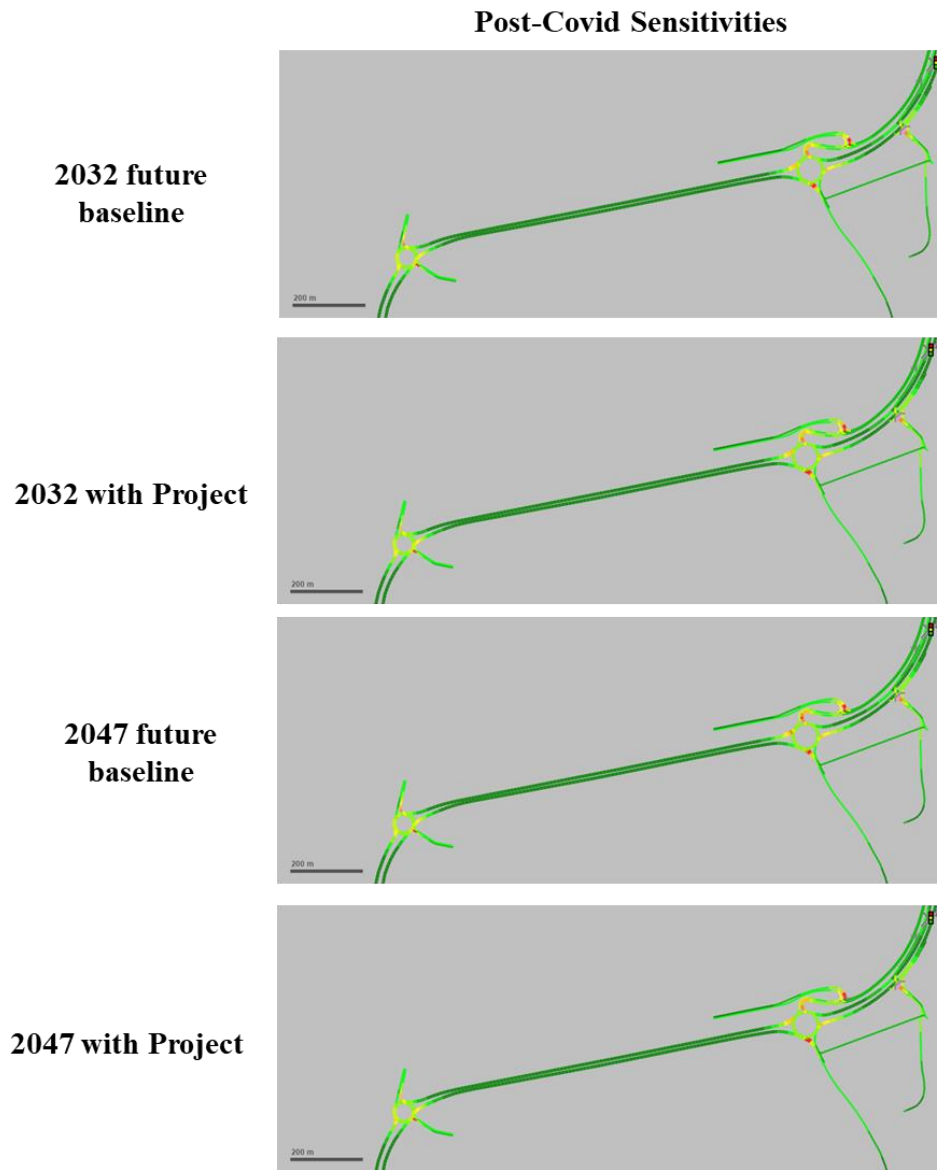 Post-Covid Sensitivities
2032 future
baseline
200 m
2032 with Project
200 m
2047 future
baseline
200 m
2047 with Project
200 m